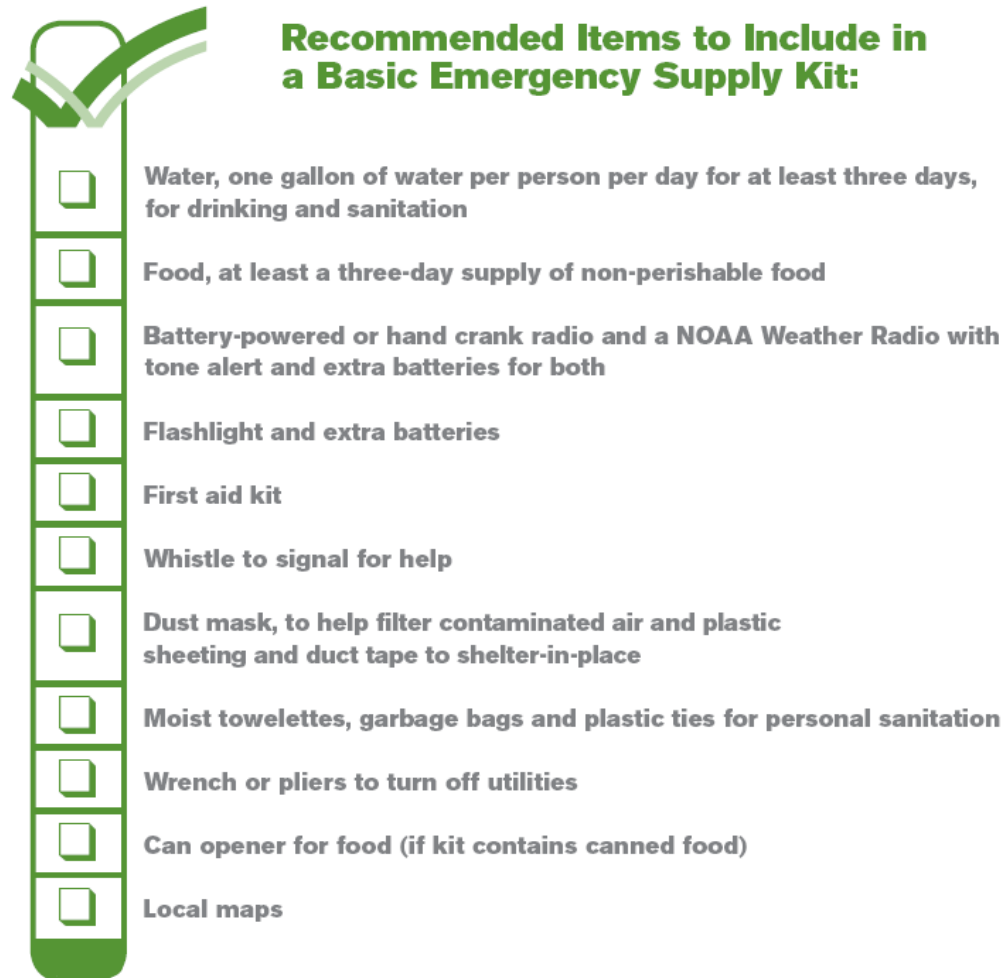 Recommended Items to Include in
a Basic Emergency Supply Kit:
Water, one gallon of water per person per day for at least three days,
for drinking and sanitation
Food, at least a three-day supply of non-perishable food
Battery-powered or hand crank radio and a NOAA Weather Radio with
tone alert and extra batteries for both
Flashlight and extra batteries
First aid kit
Whistle to signal for help
Dust mask, to help filter contaminated air and plastic
sheeting and duct tape to shelter-in-place
Moist towelettes, garbage bags and plastic ties for personal sanitation
Wrench or pliers to turn off utilities
Can opener for food (if kit contains canned food)
Local maps